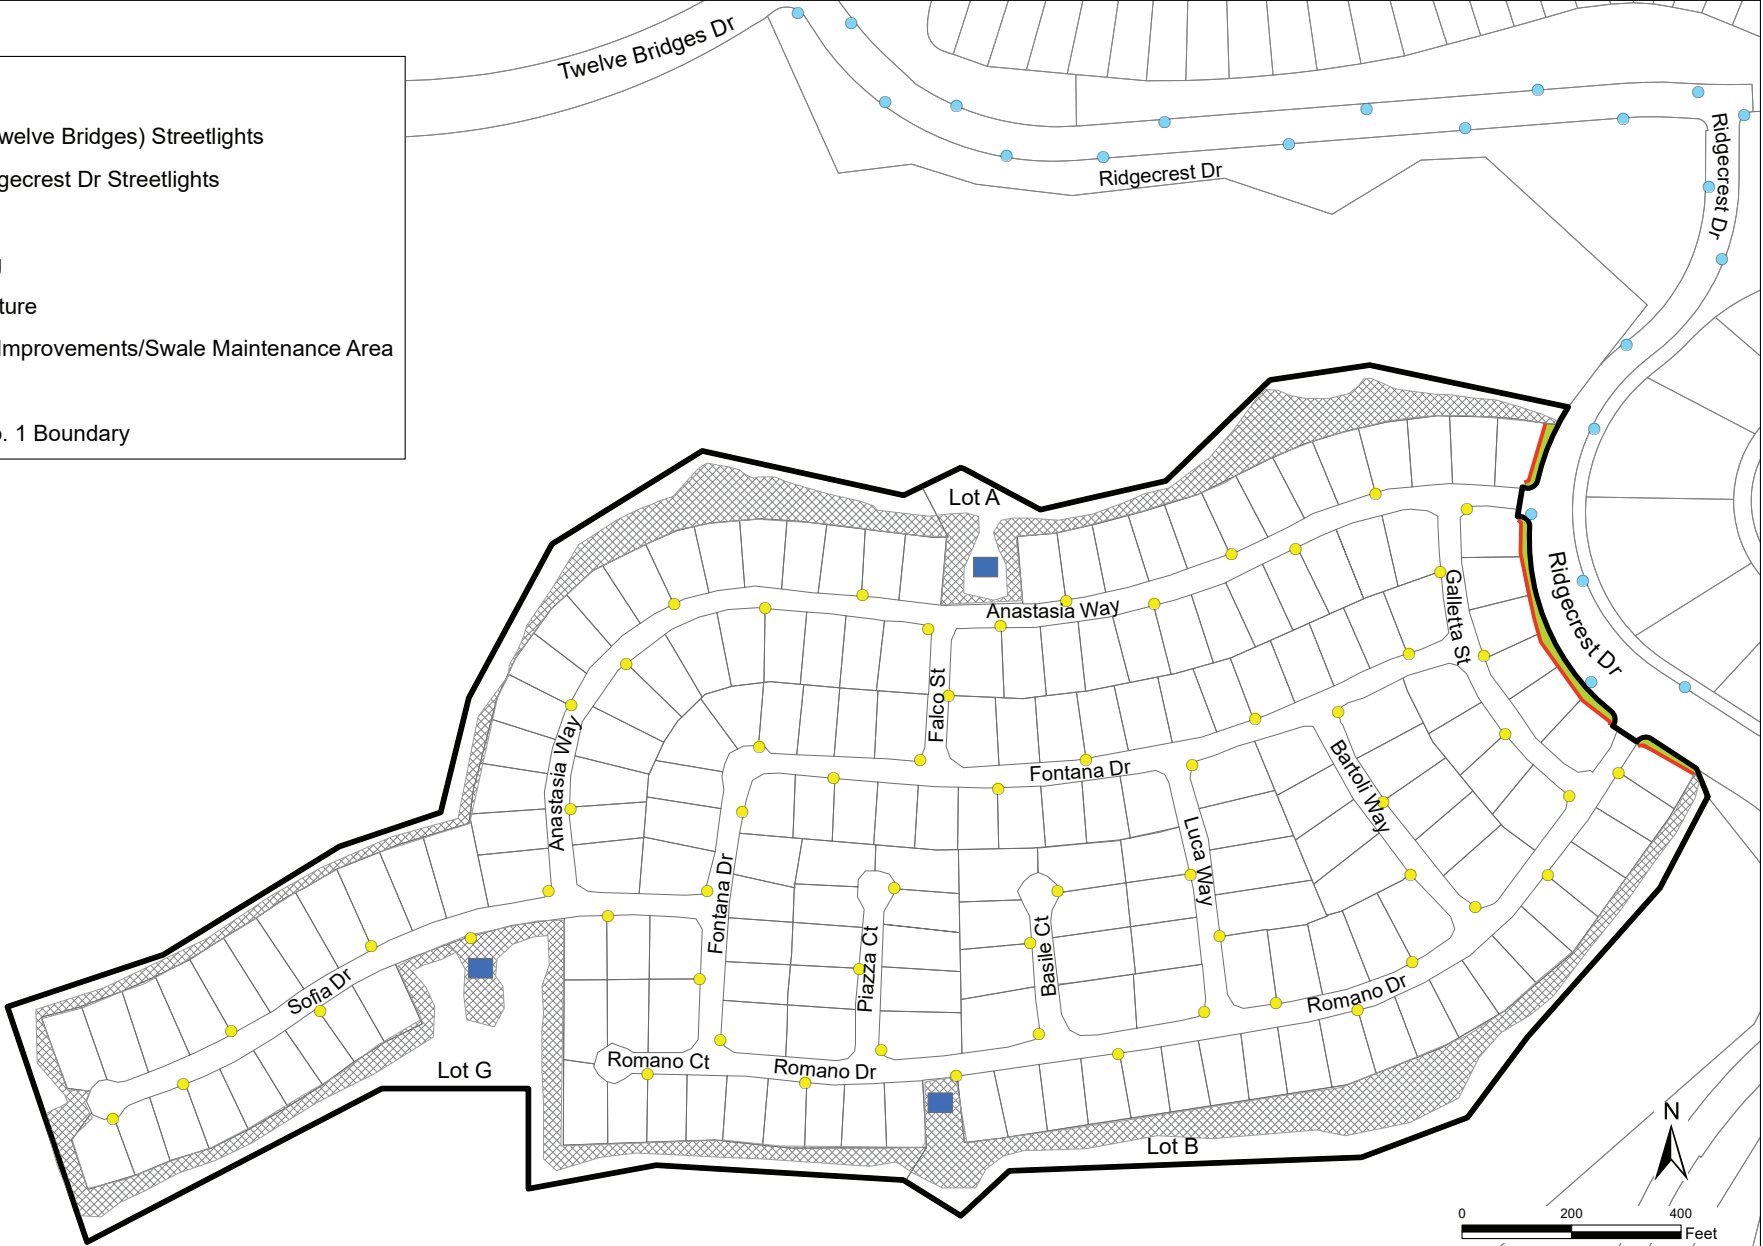 Twelve Bridges Dr
welve Bridges) Streetlights
gecrest Dr Streetlights
ture
Improvements/Swale Maintenance Area
. 1 Boundary
Ridgecrest Dr
Ridgecrest Dr
Lot A
Anastasia Way
Galletta St
Ridgecrest Dr
Falco St
Anastasia Way
Fontana Dr
Bartoli Way
Luca Way
Fontana Dr
Piazza Ct
Basile Ct
Sofia Dr
Romano Dr
Lot G
Romano Ct
Romano Dr
Lot B
N
0 200 400
Feet